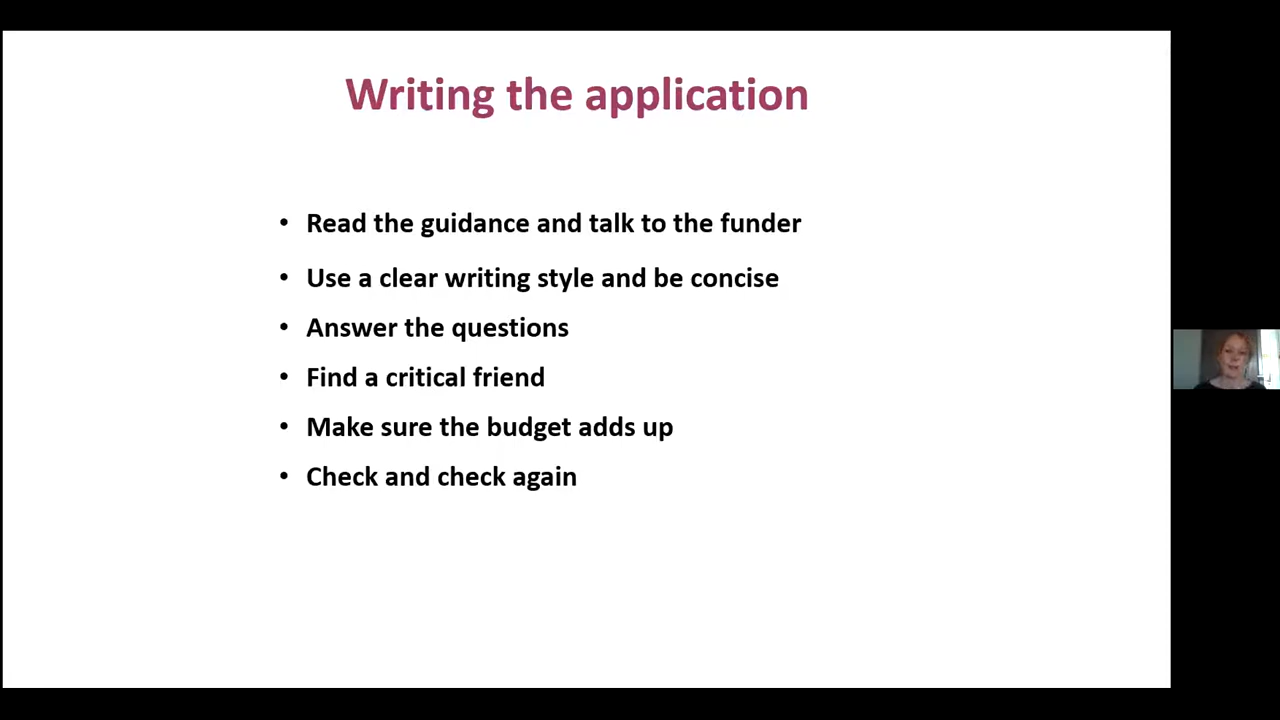 Writing the application
• Read the guidance and talk to the funder
• Use a clear writing style and be concise
• Answer the questions
• Find a critical friend
• Make sure the budget adds up
• Check and check again